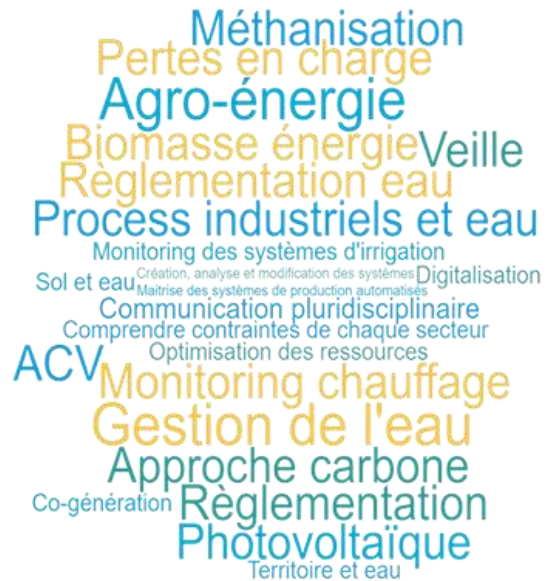 Méthanisation
Pertes en charge
Agro-énergie
Biomasse énergie
Veille
Règlementation eau
Process industriels et eau
Monitoring des systèmes d'irrigation
Sol et eau
Création, analyse et modification des systèmes
Digitalisation
Maitrise des systèmes de production automatisés
Communication pluridisciplinaire
Comprendre contraintes de chaque secteur
ACV
Optimisation des ressources
Monitoring chauffage
Gestion de l'eau
Approche carbone
Co-génération
Règlementation
Photovoltaïque
Territoire et eau